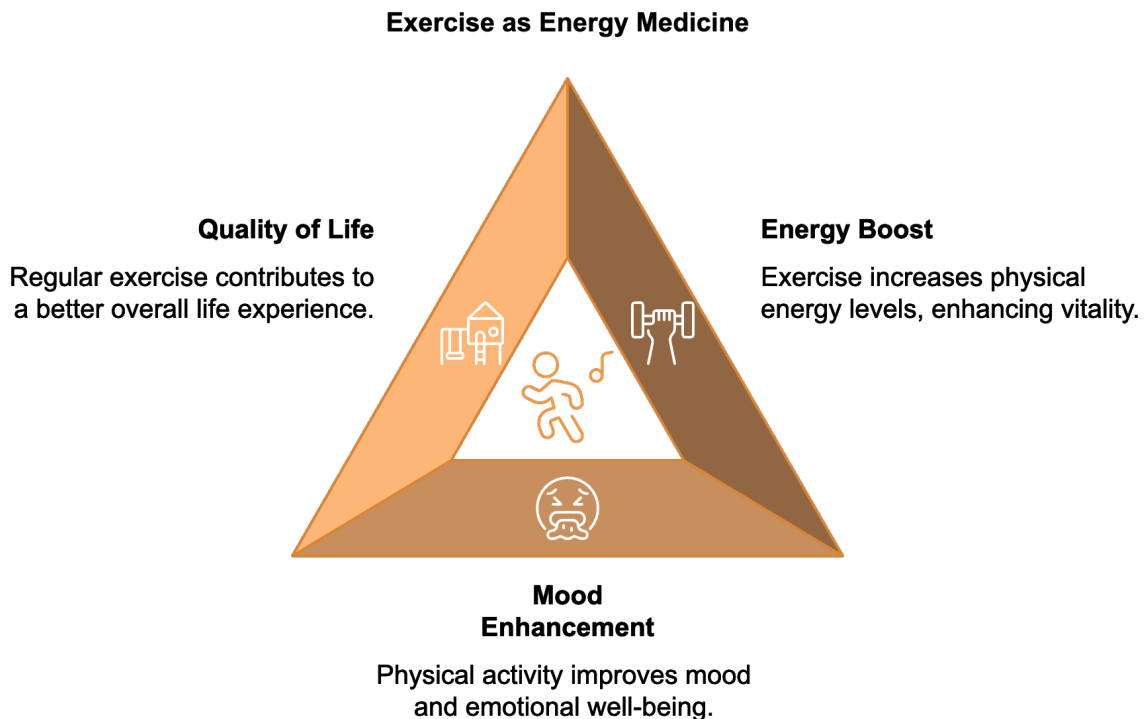 Exercise as Energy Medicine
Quality of Life
Regular exercise contributes to
a better overall life experience.
Energy Boost
Exercise increases physical
energy levels, enhancing vitality.
Mood
Enhancement
Physical activity improves mood
and emotional well-being.